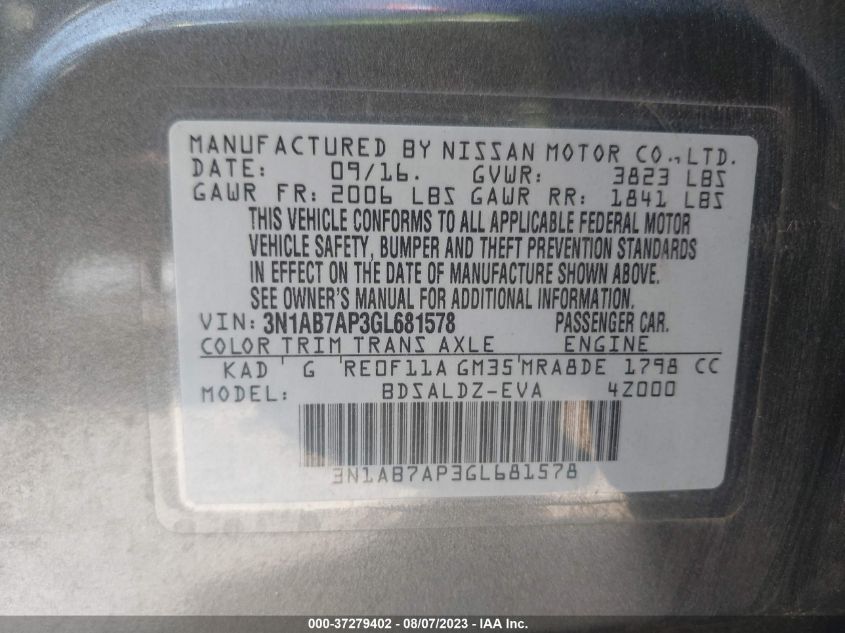 MANUFACTURED BY NISSAN MOTOR CO.,LTD.
DATE: 09/16. GVWR: 3823 LBS
GAWR FR: 2006 LBS GAWR RR: 1841 LBS
THIS VEHICLE CONFORMS TO ALL APPLICABLE FEDERAL MOTOR
VEHICLE SAFETY, BUMPER AND THEFT PREVENTION STANDARDS
IN EFFECT ON THE DATE OF MANUFACTURE SHOWN ABOVE.
SEE OWNER'S MANUAL FOR ADDITIONAL INFORMATION.
VIN: 3N1AB7AP3GL681578 PASSENGER CAR.
COLOR TRIM TRANS AXLE ENGINE
KAD G RE0F11A GM35 MRA8DE 1798 CC
MODEL: BDSALDZ-EVA 4Z000
3N1AB7AP3GL681578
000-37279402 - 08/07/2023 - IAA Inc.